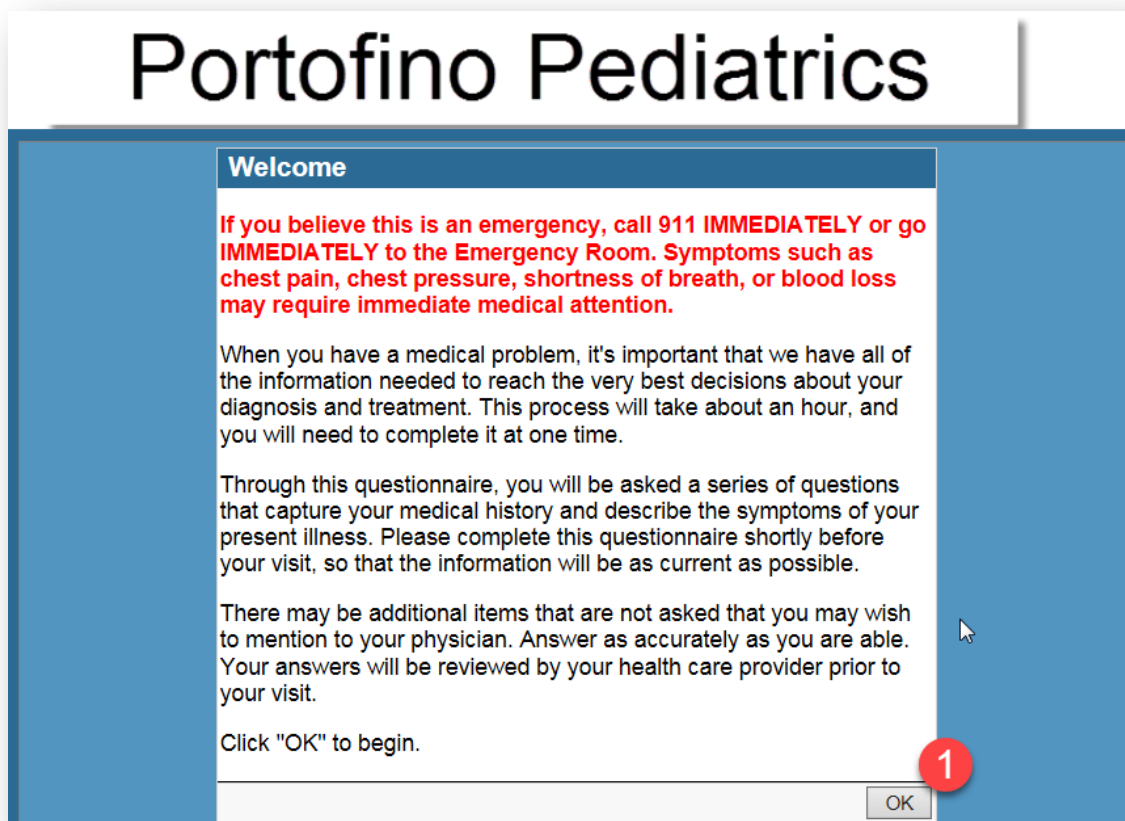 Portofino Pediatrics
Welcome
If you believe this is an emergency, call 911 IMMEDIATELY or go
IMMEDIATELY to the Emergency Room. Symptoms such as
chest pain, chest pressure, shortness of breath, or blood loss
may require immediate medical attention.
When you have a medical problem, it's important that we have all of
the information needed to reach the very best decisions about your
diagnosis and treatment. This process will take about an hour, and
you will need to complete it at one time.
Through this questionnaire, you will be asked a series of questions
that capture your medical history and describe the symptoms of your
present illness. Please complete this questionnaire shortly before
your visit, so that the information will be as current as possible.
There may be additional items that are not asked that you may wish
to mention to your physician. Answer as accurately as you are able.
Your answers will be reviewed by your health care provider prior to
your visit.
Click "OK" to begin.
1
OK